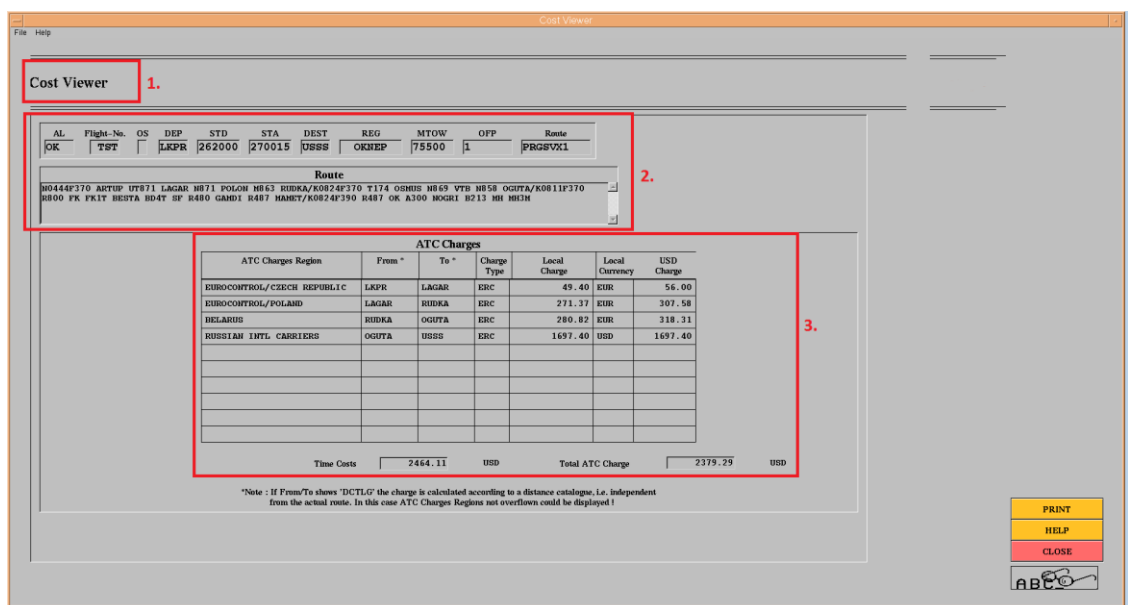 Cost Viewer
File Help
Cost Viewer
1.
AL Flight-No. OS DEP STD STA DEST REG MTOW OFP Route
OK TST LKPR 262000 270015 USSS OKNEP 75500 1 PRGSVX1
Route
N0444F370 ARTUP UT871 LAGAR N871 POLON M863 RUDKA/K0824F370 T174 OSMUS N869 VTB N858 OGUTA/K0811F370
R800 FK FK1T BESTA BD4T SF R480 GAMDI R487 MAMET/K0824F390 R487 OK A300 NOGRI B213 MH MH3M
2.
ATC Charges
ATC Charges Region From * To * Charge Type Local Charge Local Currency USD Charge
EUROCONTROL/CZECH REPUBLIC LKPR LAGAR ERC 49.40 EUR 56.00
EUROCONTROL/POLAND LAGAR RUDKA ERC 271.37 EUR 307.58
BELARUS RUDKA OGUTA ERC 280.82 EUR 318.31
RUSSIAN INTL CARRIERS OGUTA USSS ERC 1697.40 USD 1697.40
3.
Time Costs 2464.11 USD Total ATC Charge 2379.29 USD
*Note : If From/To shows 'DCTLG' the charge is calculated according to a distance catalogue, i.e. independent
from the actual route. In this case ATC Charges Regions not overflown could be displayed !
PRINT
HELP
CLOSE
ABC